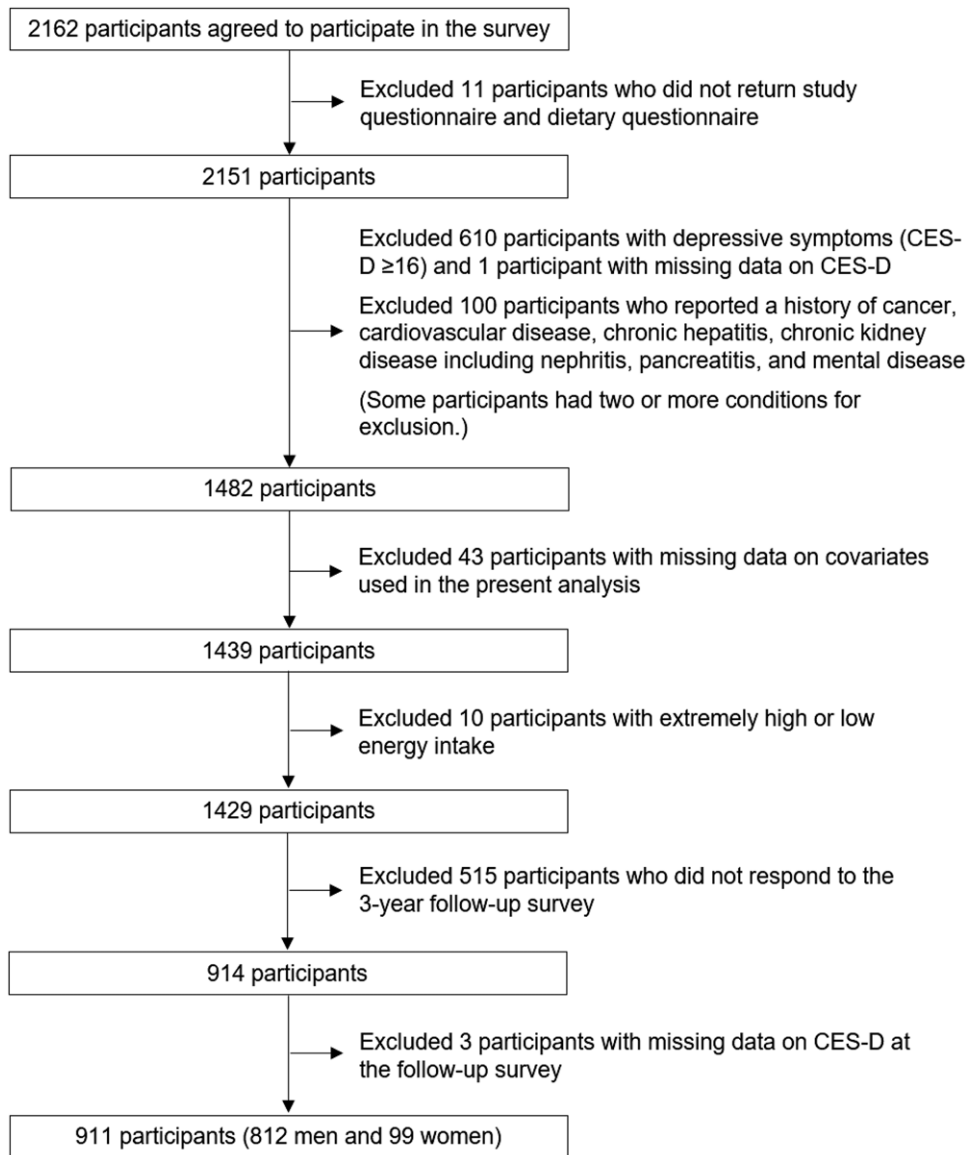 2162 participants agreed to participate in the survey
Excluded 11 participants who did not return study
questionnaire and dietary questionnaire
2151 participants
Excluded 610 participants with depressive symptoms (CES-
D ≥16) and 1 participant with missing data on CES-D
Excluded 100 participants who reported a history of cancer,
cardiovascular disease, chronic hepatitis, chronic kidney
disease including nephritis, pancreatitis, and mental disease
(Some participants had two or more conditions for
exclusion.)
1482 participants
Excluded 43 participants with missing data on covariates
used in the present analysis
1439 participants
Excluded 10 participants with extremely high or low
energy intake
1429 participants
Excluded 515 participants who did not respond to the
3-year follow-up survey
914 participants
Excluded 3 participants with missing data on CES-D at
the follow-up survey
911 participants (812 men and 99 women)